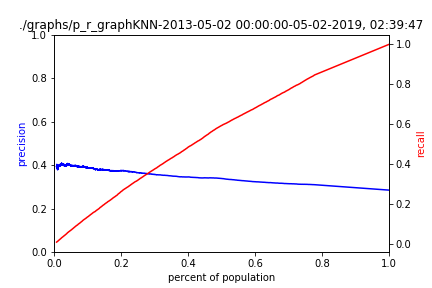 ./graphs/p_r_graphKNN-2013-05-02 00:00:00-05-02-2019, 02:39:47
1.0
0.8
0.6
0.4
0.2
0.0
precision
1.0
0.8
0.6
0.4
0.2
0.0
recall
0.0 0.2 0.4 0.6 0.8 1.0
percent of population